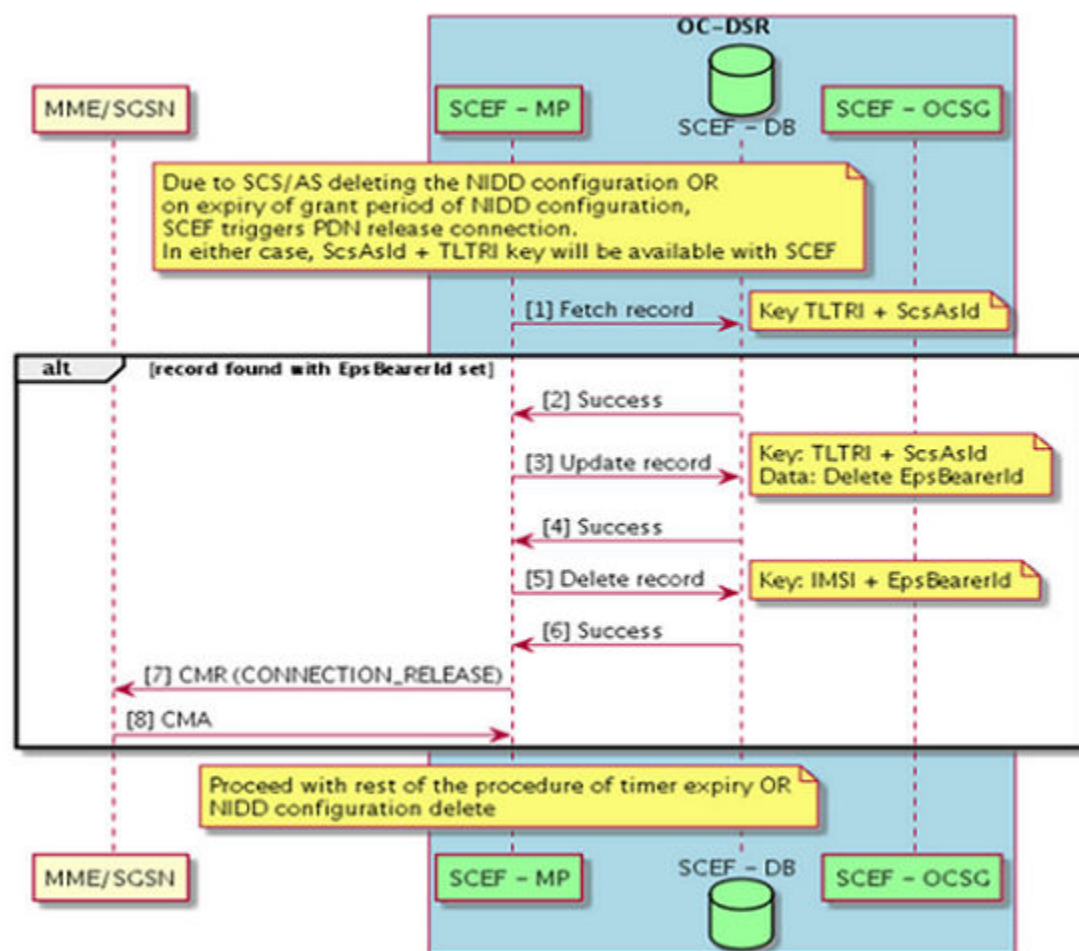 OC-DSR
MME/SGSN
SCEF - MP
SCEF - DB
SCEF - OCSG
Due to SCS/AS deleting the NIDD configuration OR
on expiry of grant period of NIDD configuration,
SCEF triggers PDN release connection.
In either case, ScsAsId + TLTRI key will be available with SCEF
[1] Fetch record
Key TLTRI + ScsAsId
alt
[record found with EpsBearerId set]
[2] Success
[3] Update record
Key: TLTRI + ScsAsId
Data: Delete EpsBearerId
[4] Success
[5] Delete record
Key: IMSI + EpsBearerId
[6] Success
[7] CMR (CONNECTION_RELEASE)
[8] CMA
Proceed with rest of the procedure of timer expiry OR
NIDD configuration delete
MME/SGSN
SCEF - MP
SCEF - DB
SCEF - OCSG